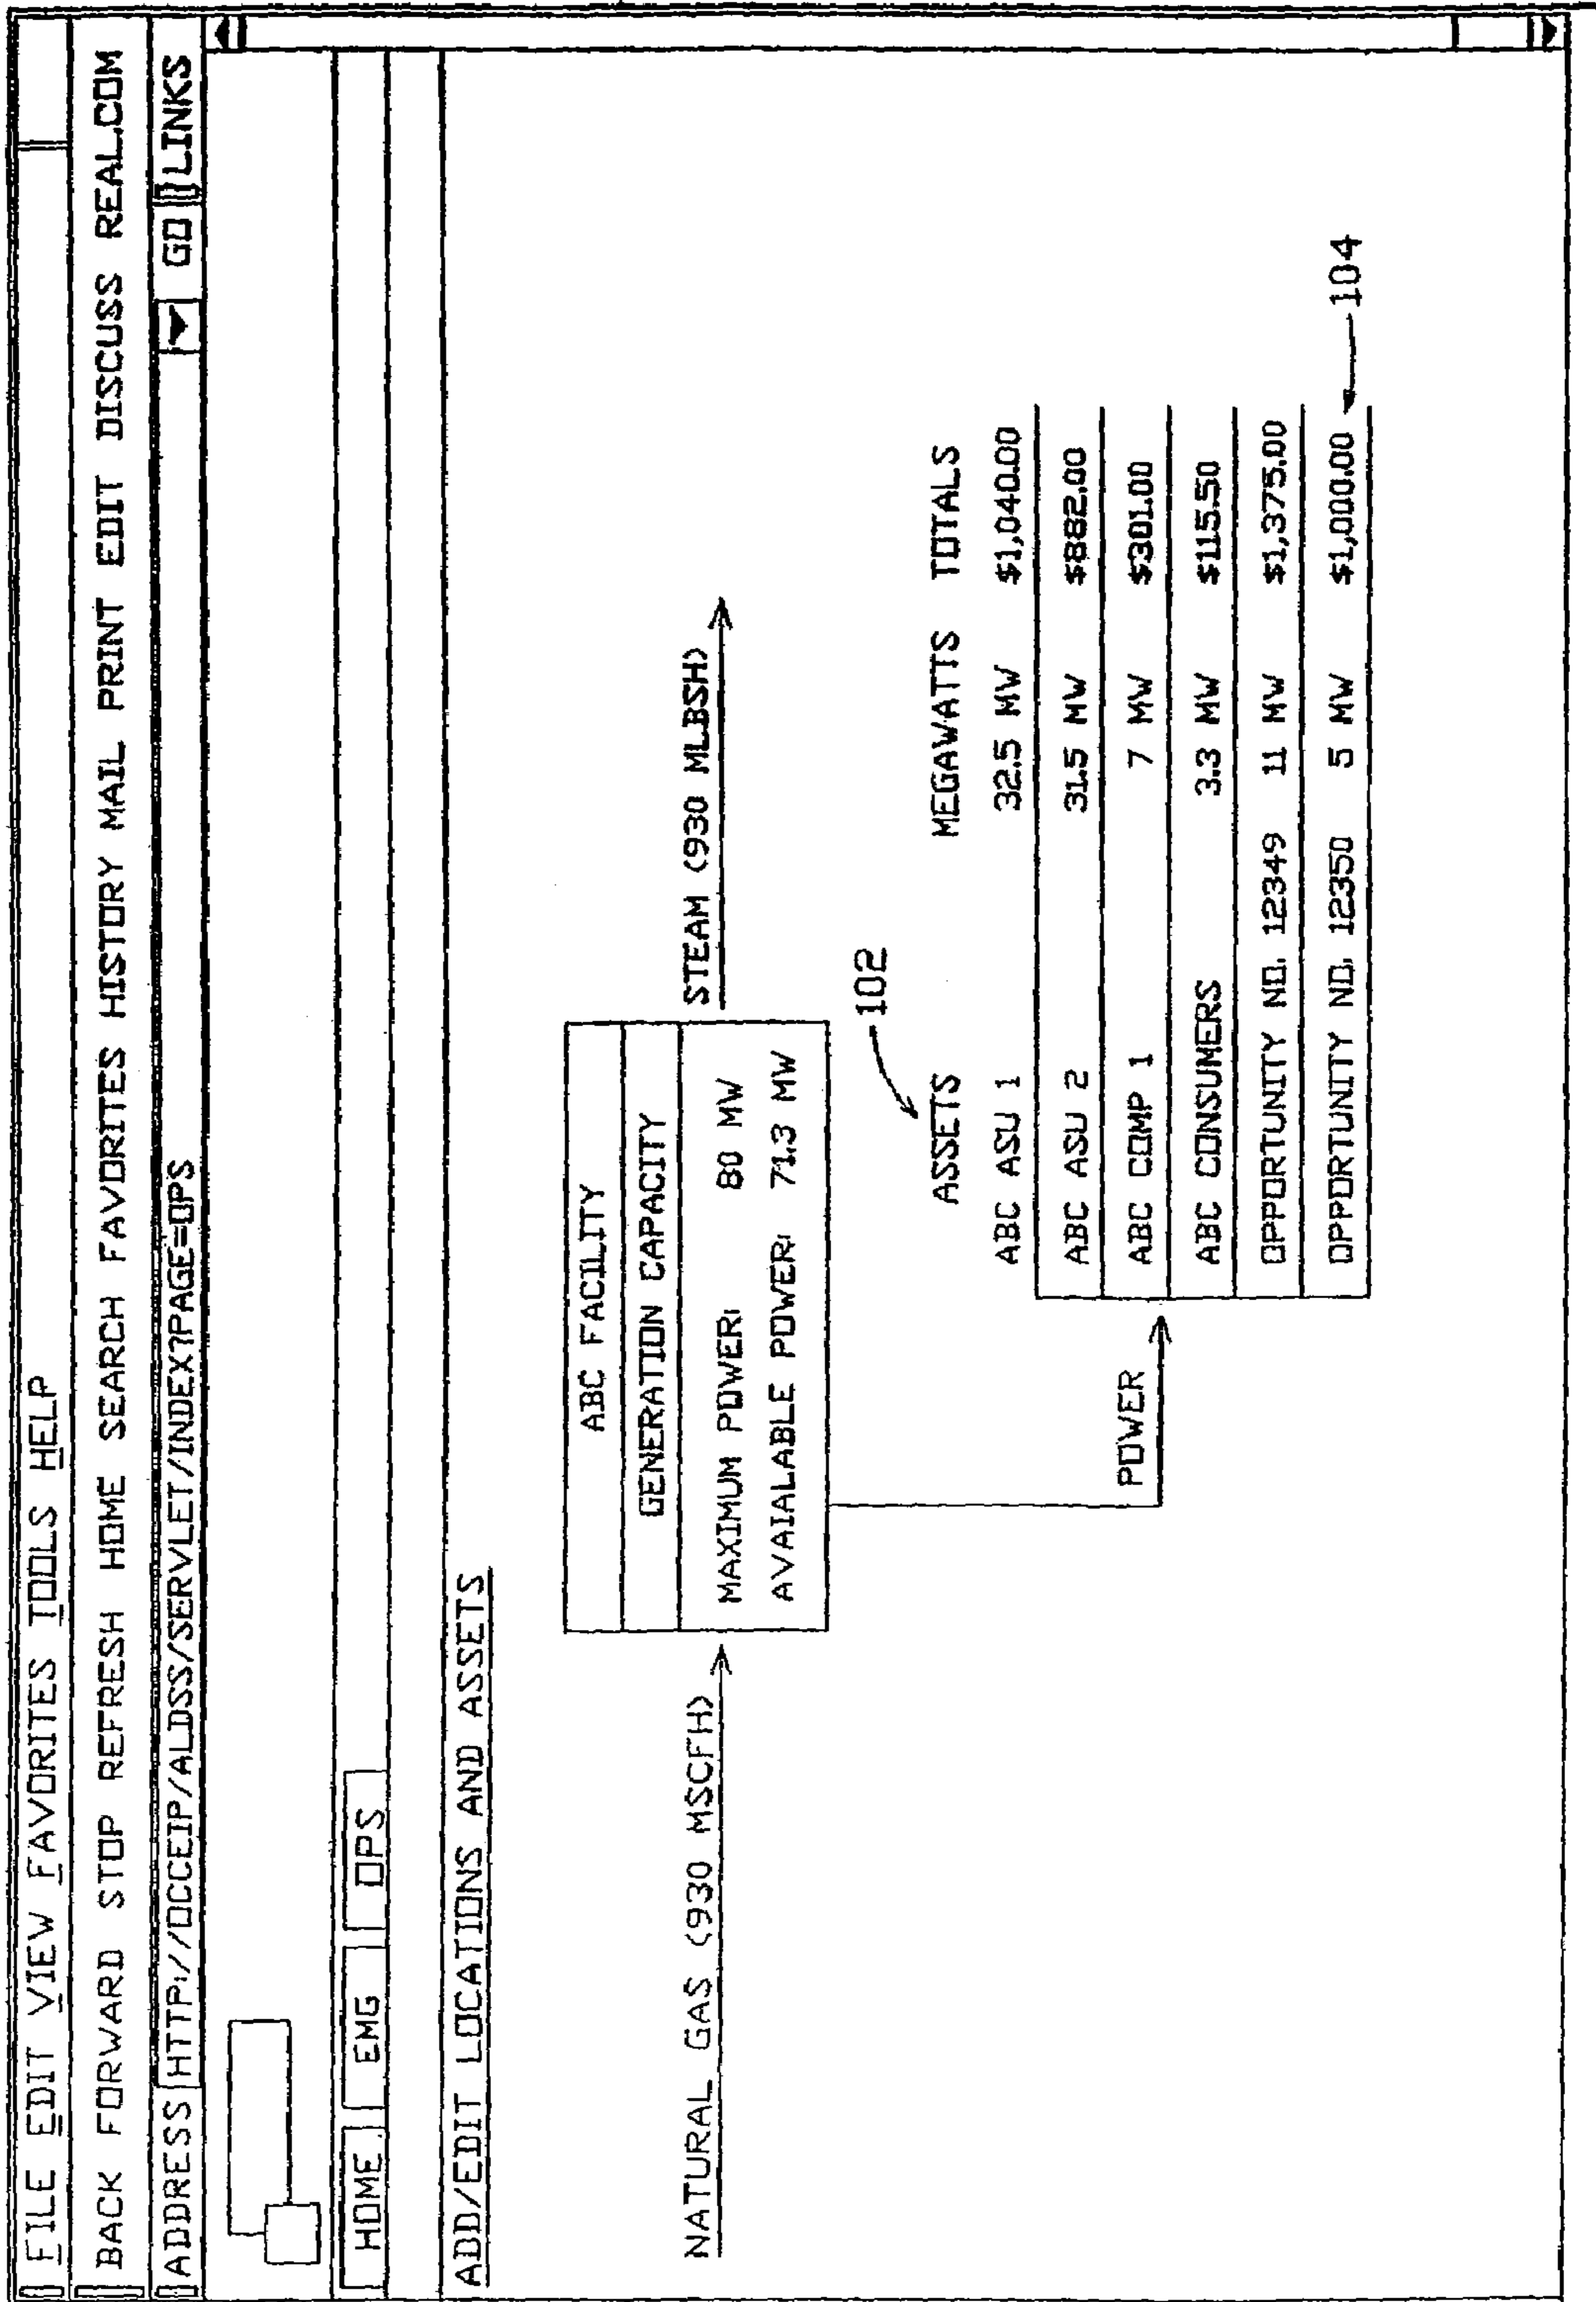 FILE EDIT VIEW FAVORITES TOOLS HELP
BACK FORWARD STOP REFRESH HOME SEARCH FAVORITES HISTORY MAIL PRINT EDIT DISCUSS REAL.COM
ADDRESS HTTP://OCCEIP/ALDSS/SERVLET/INDEX?PAGE=OPS GO LINKS
HOME EMG OPS
ADD/EDIT LOCATIONS AND ASSETS
ABC FACILITY
GENERATION CAPACITY
NATURAL GAS (930 MSCFH)
MAXIMUM POWER: 80 MW
AVAIALABLE POWER: 71.3 MW
STEAM (930 MLBSH)
102
POWER
ASSETS MEGAWATTS TOTALS
ABC ASU 1 32.5 MW $1,040.00
ABC ASU 2 31.5 MW $882.00
ABC COMP 1 7 MW $301.00
ABC CONSUMERS 3.3 MW $115.50
OPPORTUNITY NO. 12349 11 MW $1,375.00
OPPORTUNITY NO. 12350 5 MW $1,000.00
104